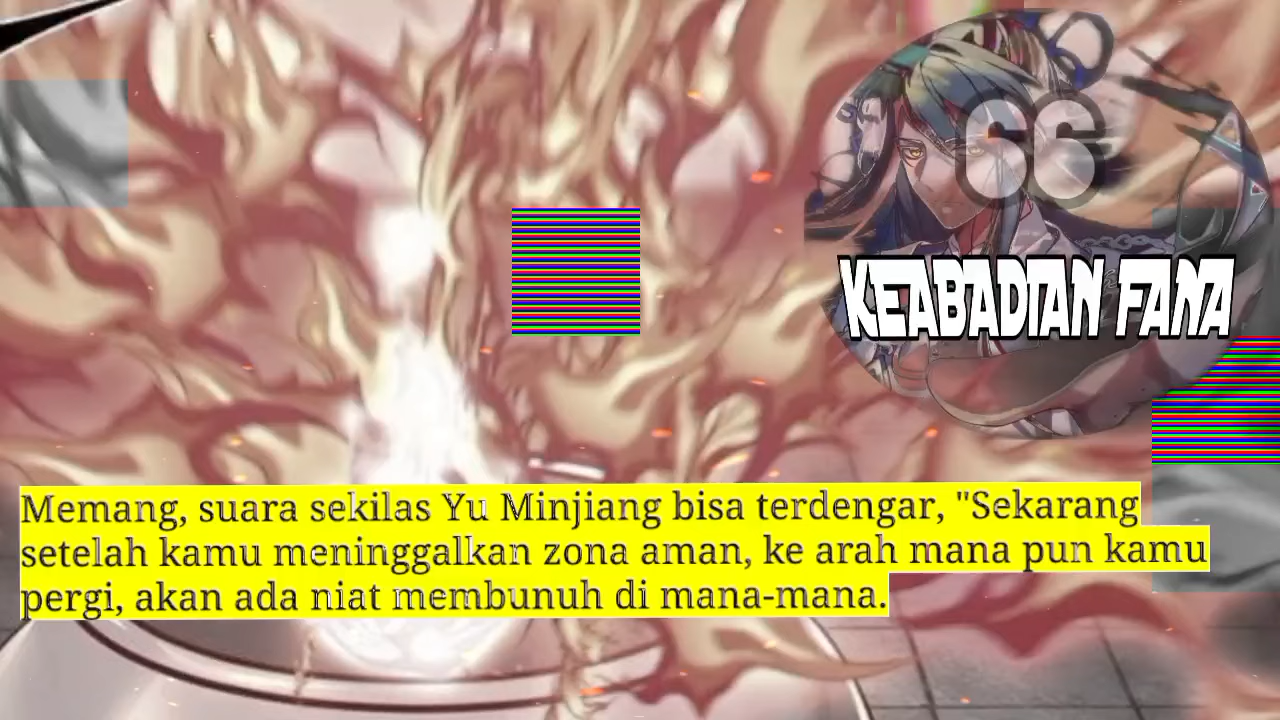 66
KEABADIAN FANA
Memang, suara sekilas Yu Minjiang bisa terdengar, "Sekarang
setelah kamu meninggalkan zona aman, ke arah mana pun kamu
pergi, akan ada niat membunuh di mana-mana.